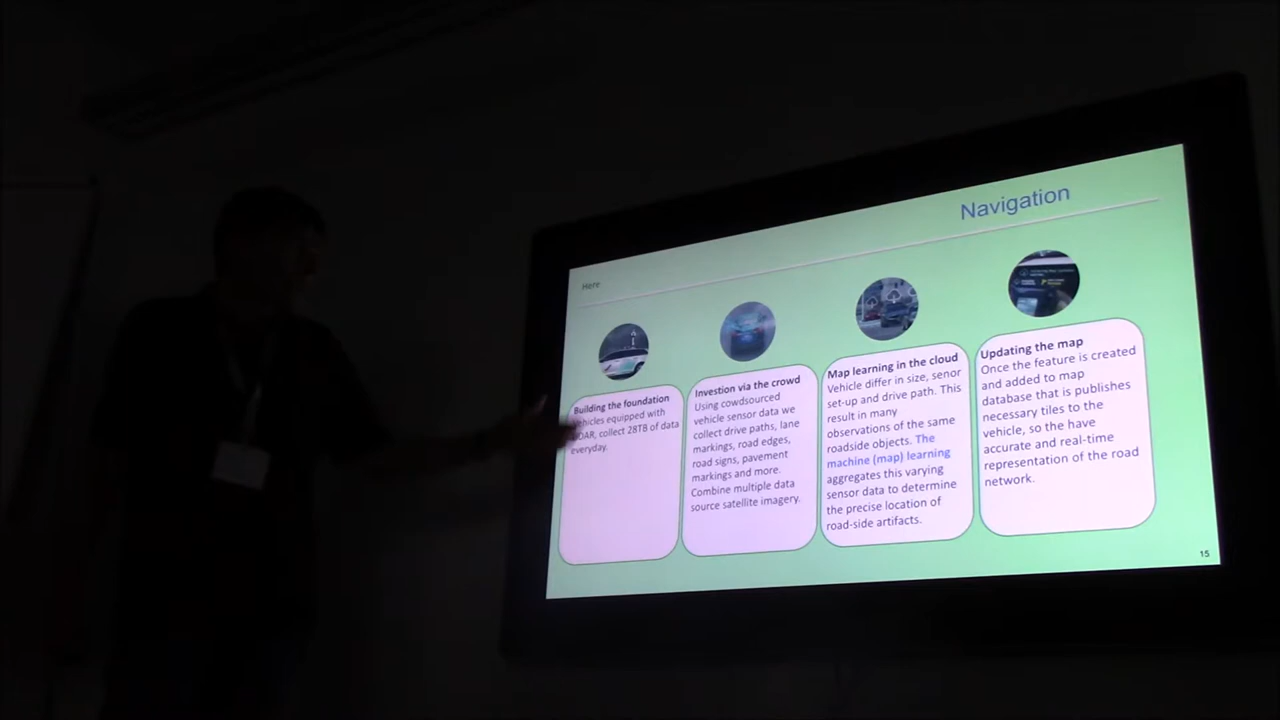 Navigation
Here
Building the foundation
Vehicles equipped with
LIDAR, collect 28TB of data
everyday.
Investion via the crowd
Using cowdsourced
vehicle sensor data we
collect drive paths, lane
markings, road edges,
road signs, pavement
markings and more.
Combine multiple data
source satellite imagery.
Map learning in the cloud
Vehicle differ in size, senor
set-up and drive path. This
result in many
observations of the same
roadside objects. The
machine (map) learning
aggregates this varying
sensor data to determine
the precise location of
road-side artifacts.
Updating the map
Once the feature is created
and added to map
database that is publishes
necessary tiles to the
vehicle, so the have
accurate and real-time
representation of the road
network.
15